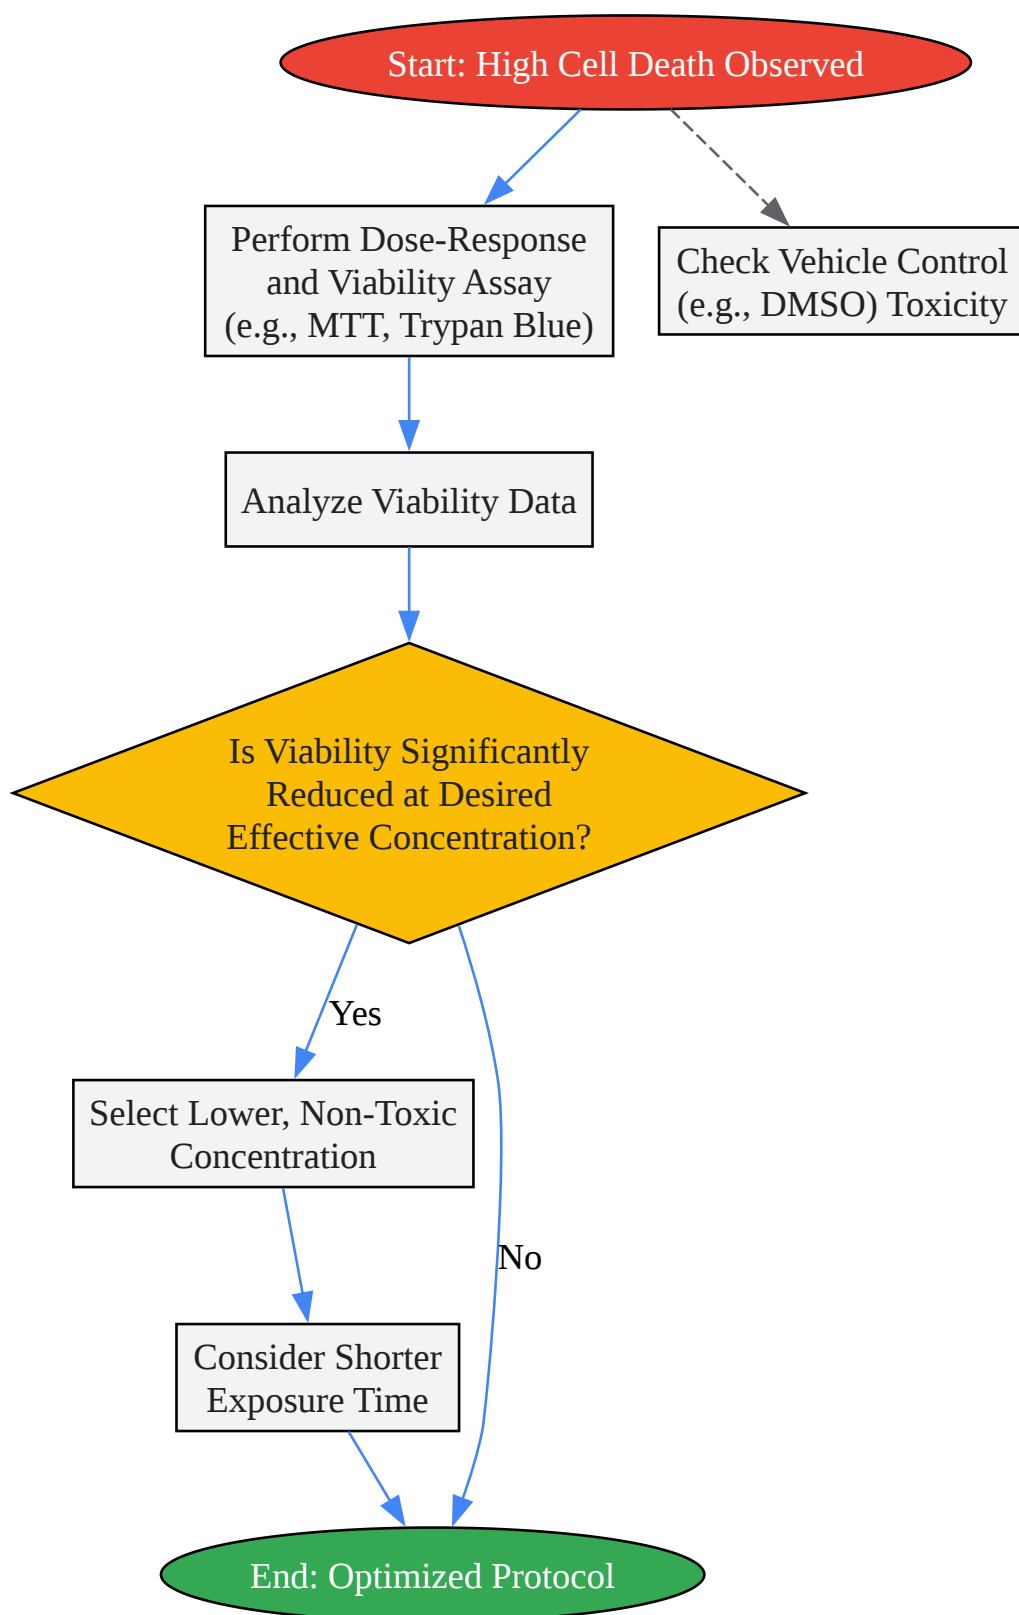 Start: High Cell Death Observed
Perform Dose-Response
and Viability Assay
(e.g., MTT, Trypan Blue)
Check Vehicle Control
(e.g., DMSO) Toxicity
Analyze Viability Data
Is Viability Significantly
Reduced at Desired
Effective Concentration?
Yes
Select Lower, Non-Toxic
Concentration
No
Consider Shorter
Exposure Time
End: Optimized Protocol